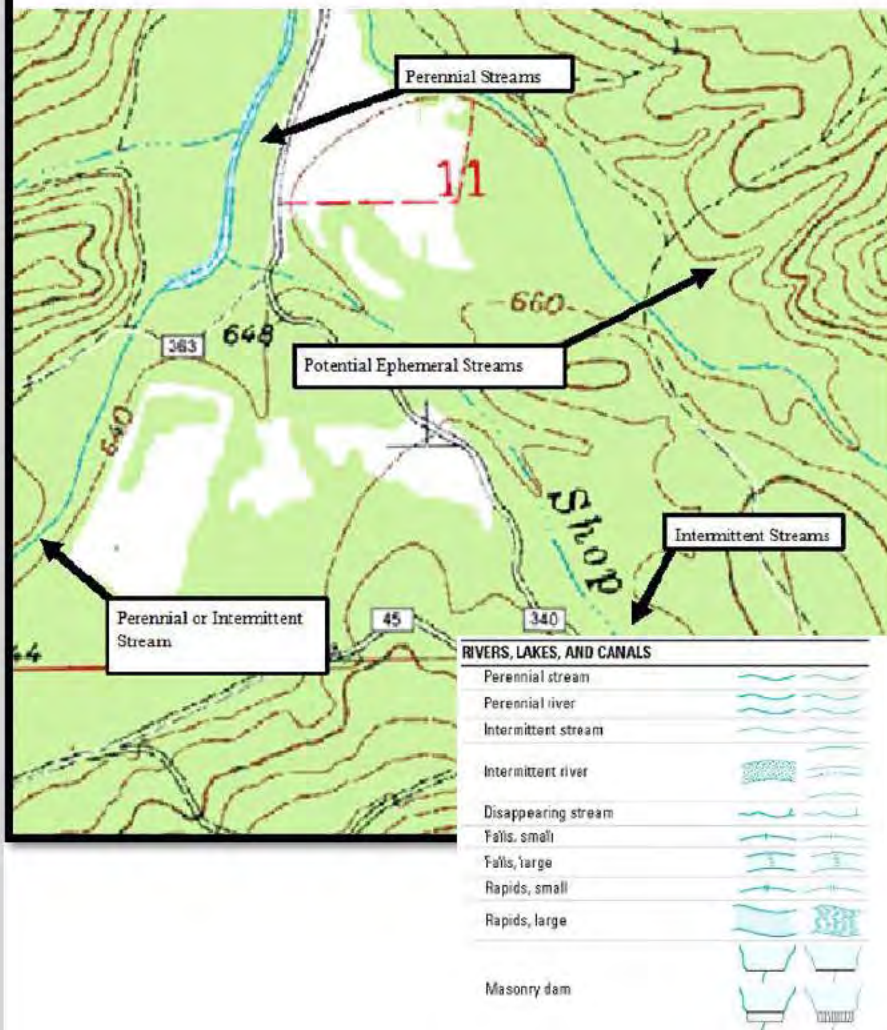 Perennial Streams
11
660
648
363
Potential Ephemeral Streams
640
Shop
Intermittent Streams
Perennial or Intermittent
Stream
45
340
44
RIVERS, LAKES, AND CANALS
Perennial stream
Perennial river
Intermittent stream
Intermittent river
Disappearing stream
Falls, small
Falls, large
Rapids, small
Rapids, large
Masonry dam